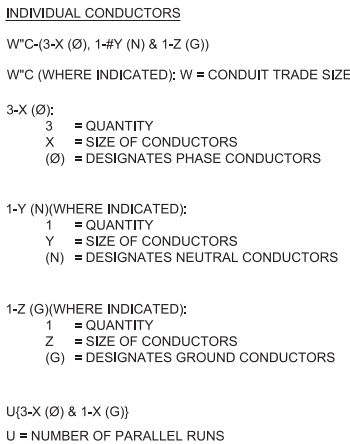 INDIVIDUAL CONDUCTORS
W"C-(3-X (Ø), 1-#Y (N) & 1-Z (G))
W"C (WHERE INDICATED): W = CONDUIT TRADE SIZE
3-X (Ø):
3 = QUANTITY
X = SIZE OF CONDUCTORS
(Ø) = DESIGNATES PHASE CONDUCTORS
1-Y (N)(WHERE INDICATED):
1 = QUANTITY
Y = SIZE OF CONDUCTORS
(N) = DESIGNATES NEUTRAL CONDUCTORS
1-Z (G)(WHERE INDICATED):
1 = QUANTITY
Z = SIZE OF CONDUCTORS
(G) = DESIGNATES GROUND CONDUCTORS
U{3-X (Ø) & 1-X (G)}
U = NUMBER OF PARALLEL RUNS